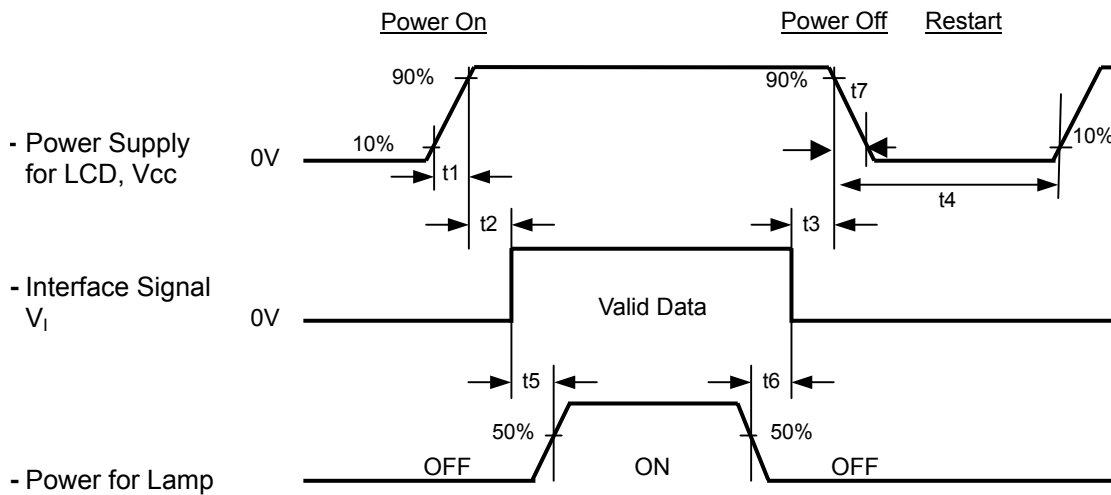 Power On
Power Off
Restart
90%
90%
t7
- Power Supply
for LCD, Vcc
0V
10%
10%
t1
t4
t2
t3
- Interface Signal
VI
0V
Valid Data
t5
t6
50%
50%
- Power for Lamp
OFF
ON
OFF